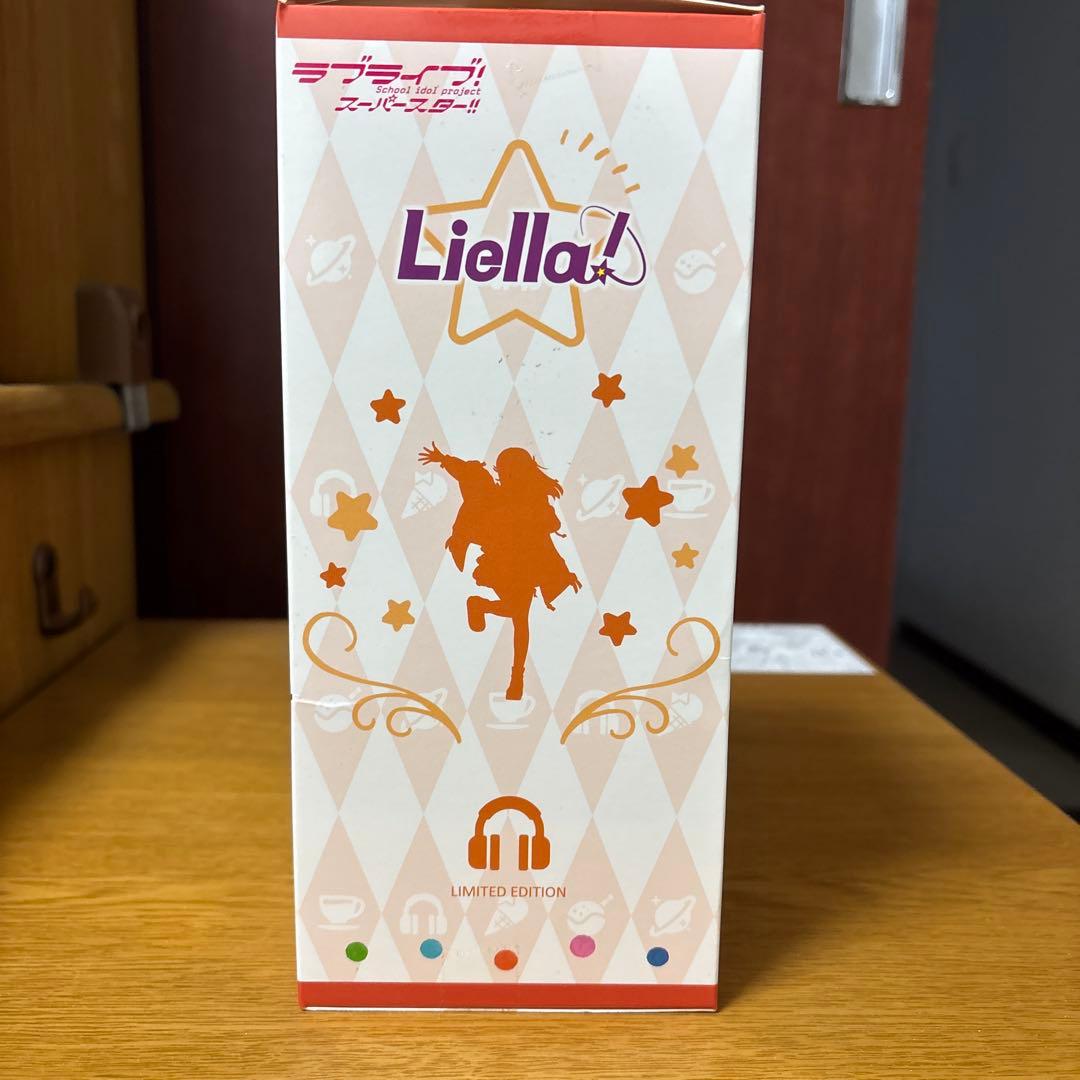 ラブライブ!
School idol project
スーパースター!!
Liella!
LIMITED EDITION